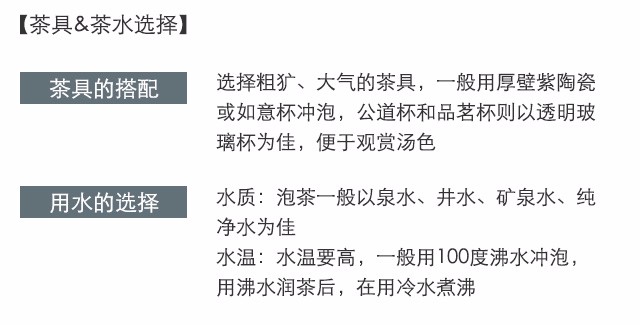 【茶具&茶水选择】
茶具的搭配
选择粗犷、大气的茶具，一般用厚壁紫陶瓷
或如意杯冲泡，公道杯和品茗杯则以透明玻
璃杯为佳，便于观赏汤色
用水的选择
水质：泡茶一般以泉水、井水、矿泉水、纯
净水为佳
水温：水温要高，一般用100度沸水冲泡，
用沸水润茶后，在用冷水煮沸